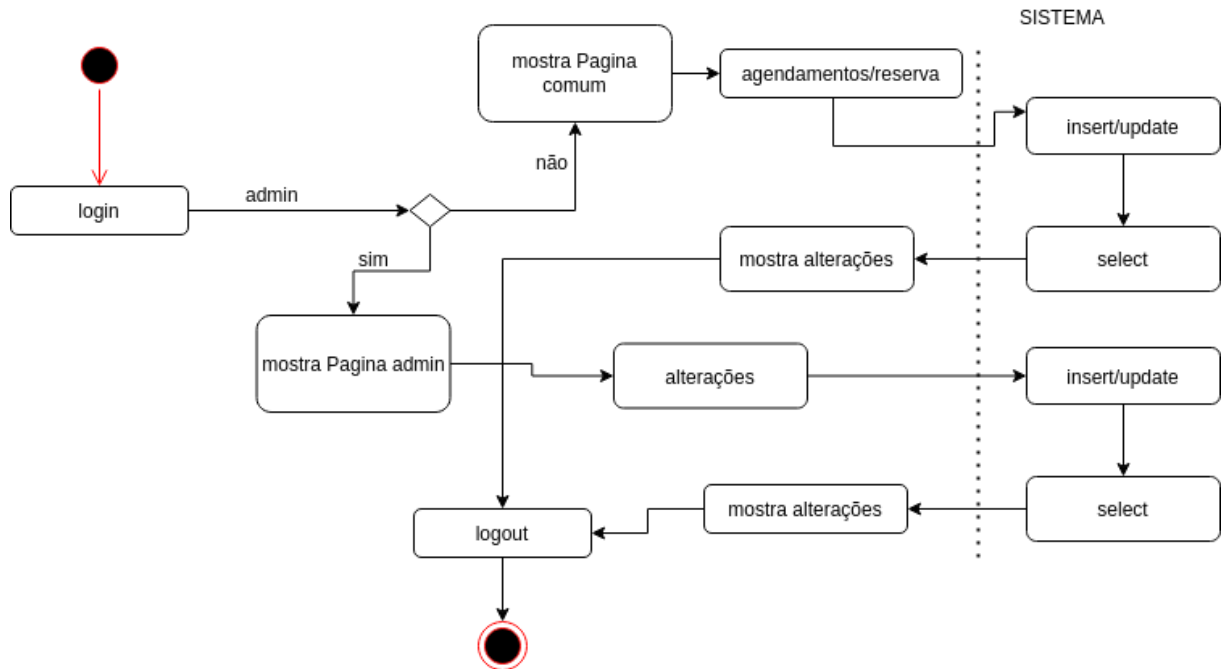 SISTEMA
mostra Pagina
comum
agendamentos/reserva
insert/update
não
admin
login
sim
mostra alterações
select
mostra Pagina admin
alterações
insert/update
mostra alterações
select
logout